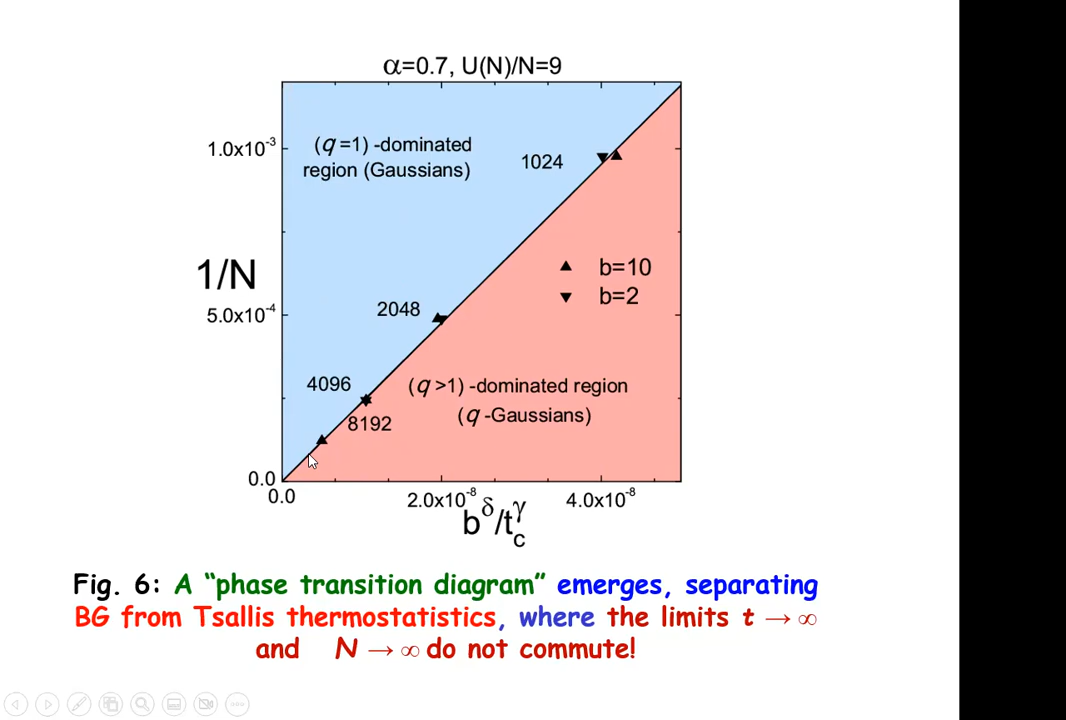 α=0.7, U(N)/N=9
1.0x10⁻³
(q=1) -dominated
region (Gaussians)
1024
1/N
b=10
b=2
5.0x10⁻⁴
2048
4096
(q >1) -dominated region
(q -Gaussians)
8192
0.0
0.0
2.0x10⁻⁸
4.0x10⁻⁸
b^δ/t_c^γ
Fig. 6: A “phase transition diagram” emerges, separating
BG from Tsallis thermostatistics, where the limits t → ∞
and N → ∞ do not commute!